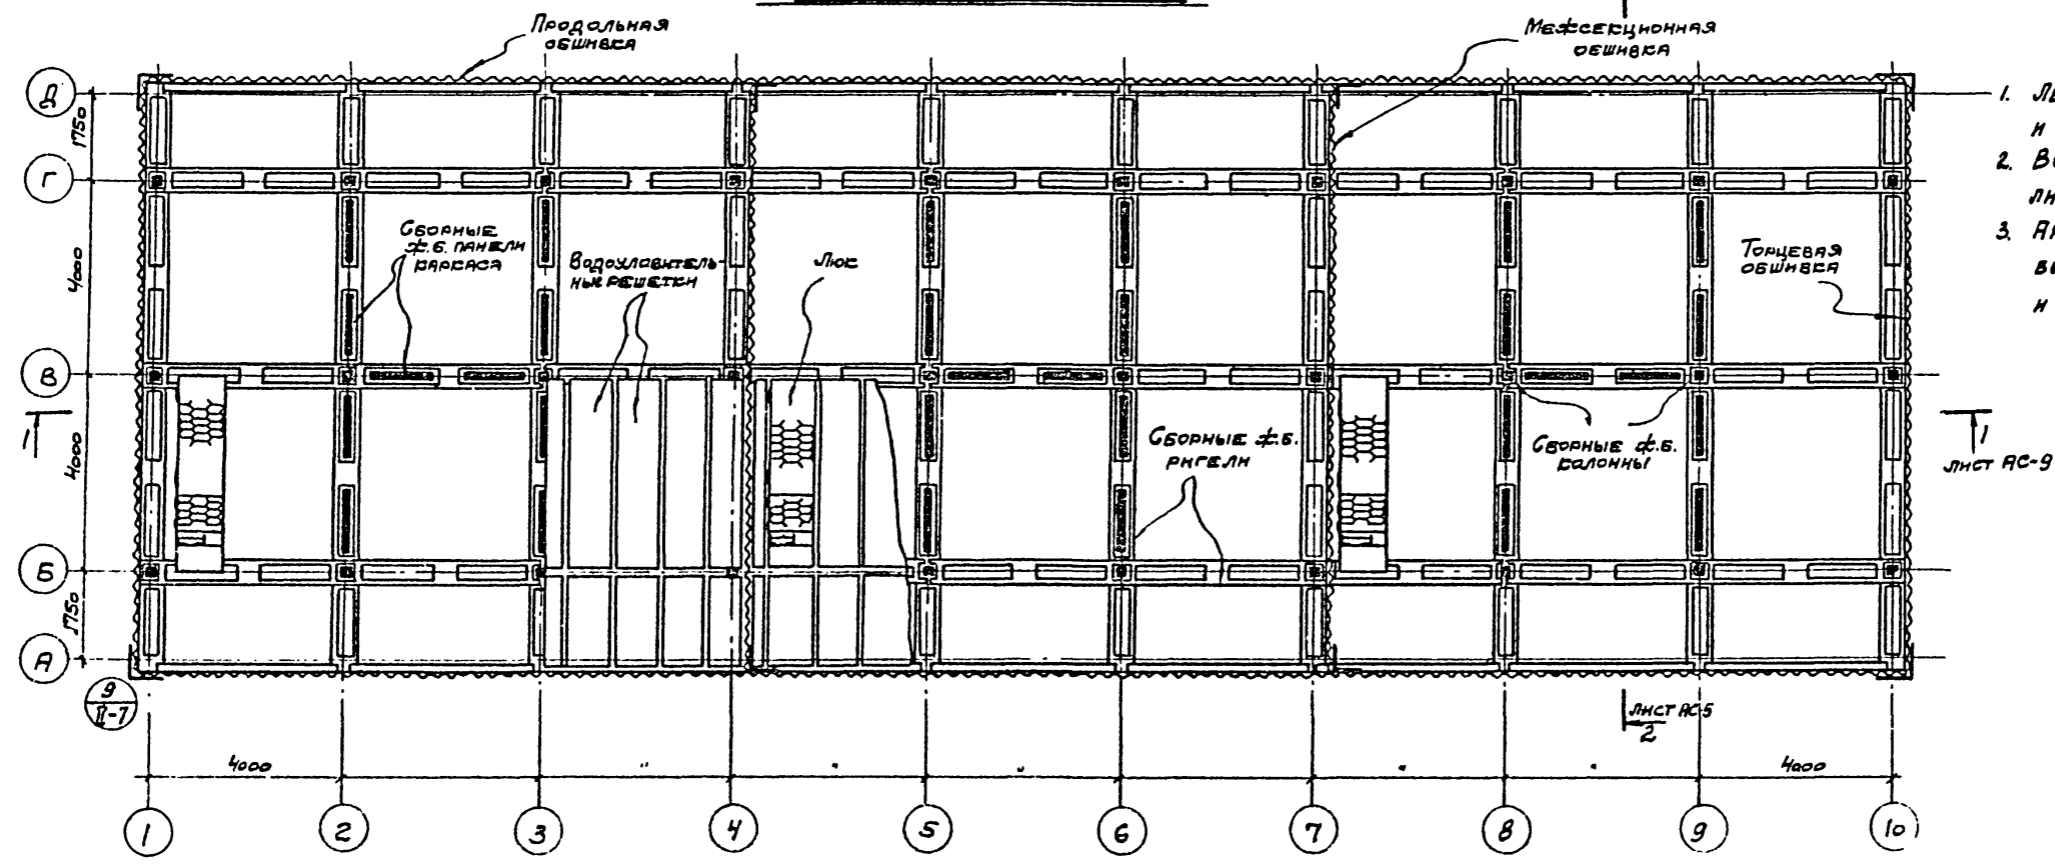 Продольная
обшивка
Межсекционная
обшивка
Д
1750
Г
4000
В
4000
Б
1750
А
1.
и
2.
3.
и
Сборные
ж.б. панели
каркаса
Водоуловитель-
ные решетки
Люк
Торцевая
обшивка
Сборные ж.б.
ригели
Сборные ж.б.
колонны
1
1
лист АС-9
9
II-7
лист АС-5
2
4000
"
"
"
"
"
4000
1
2
3
4
5
6
7
8
9
10